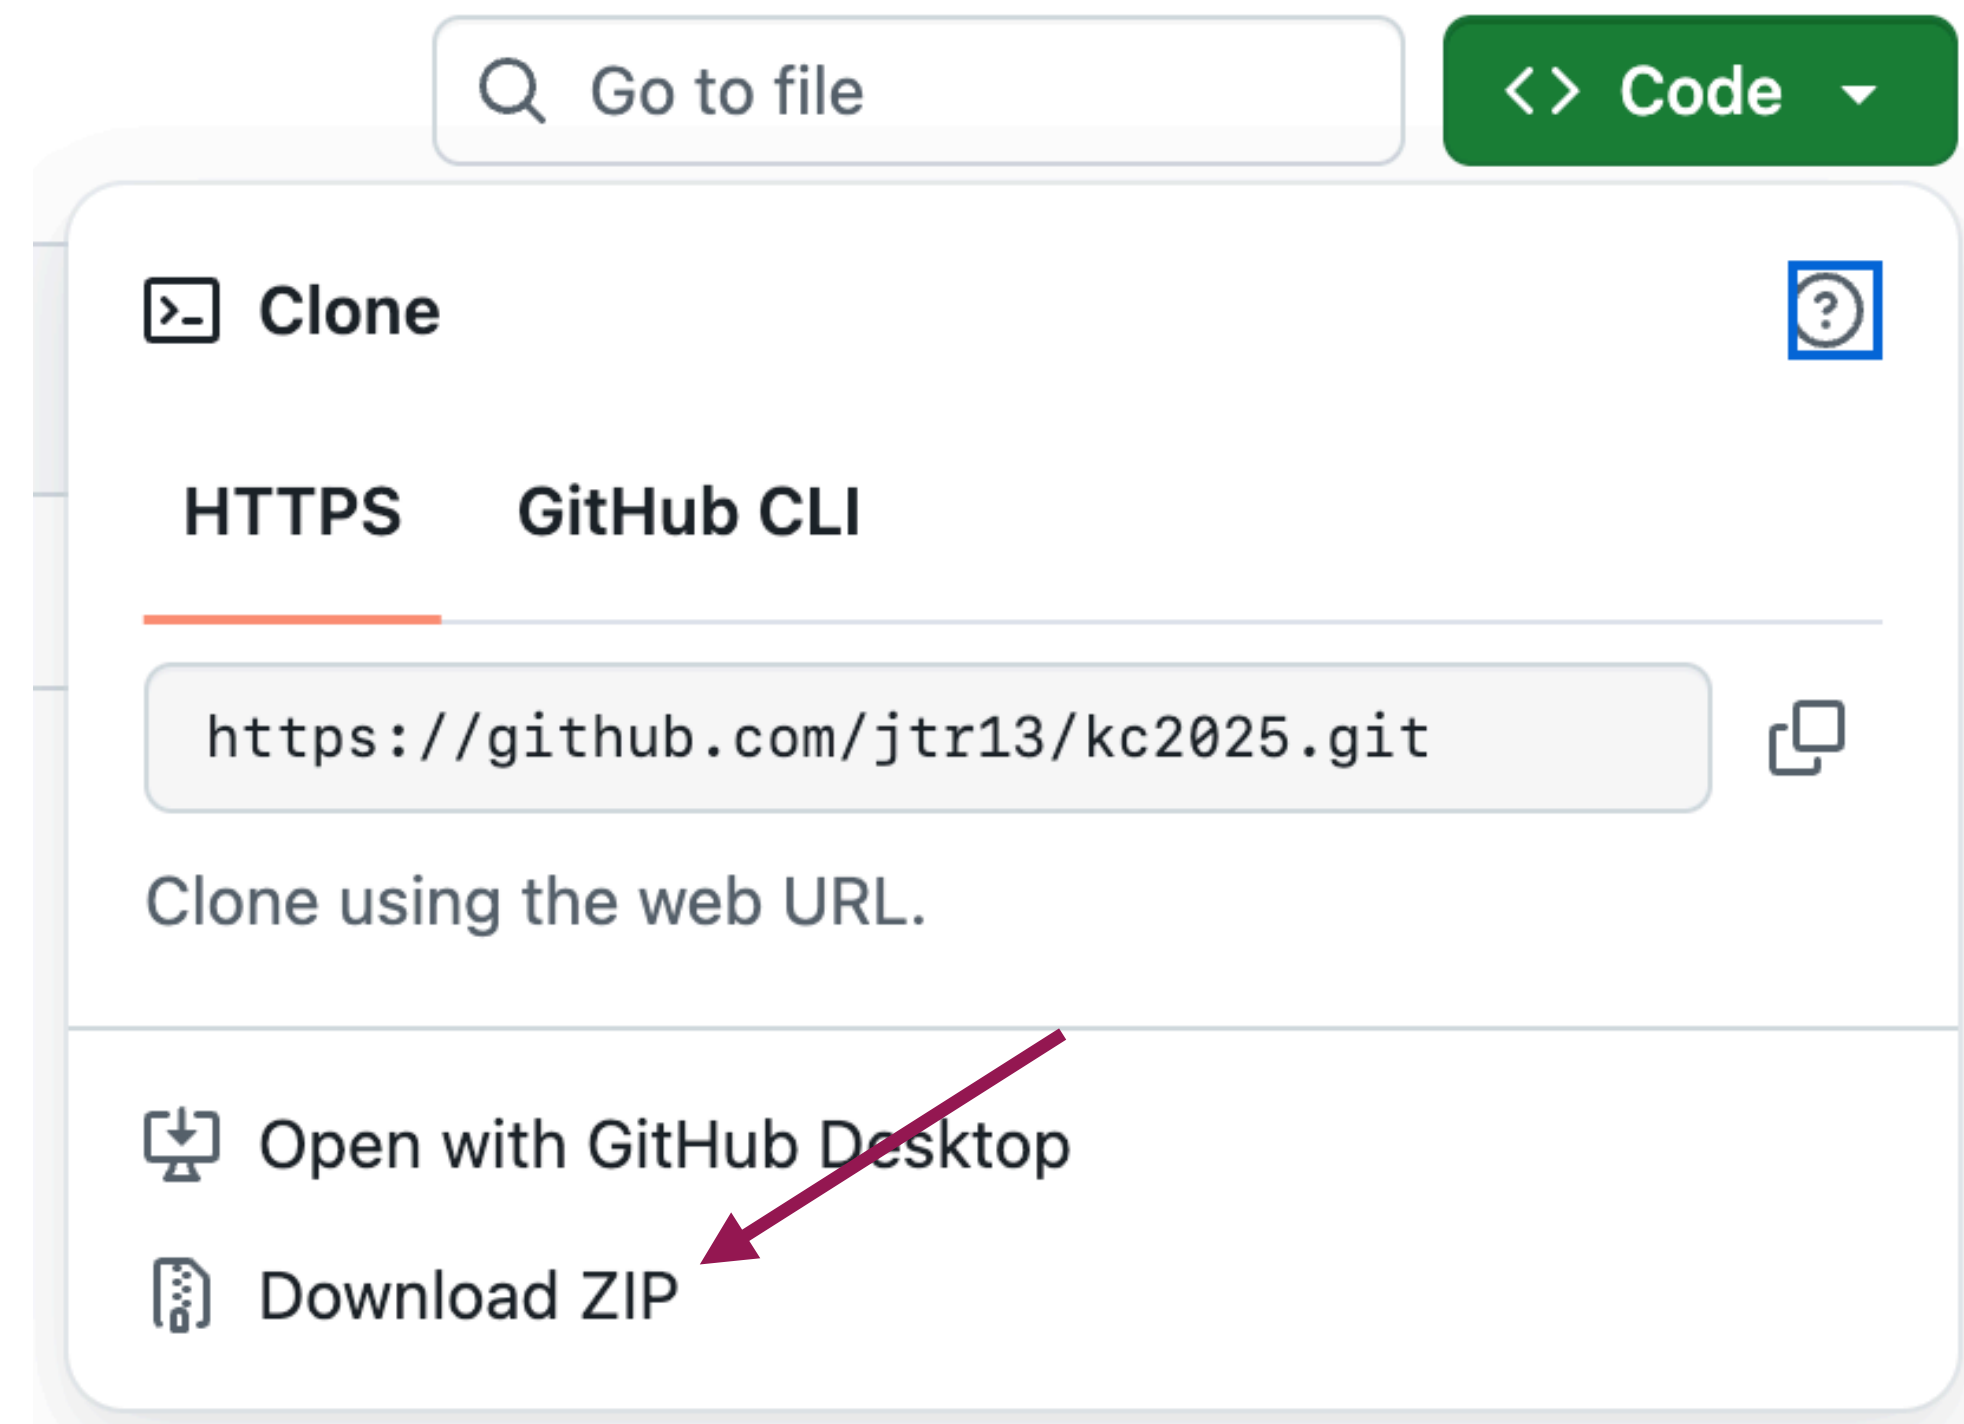 Go to file
<> Code
Clone
HTTPS GitHub CLI
https://github.com/jtr13/kc2025.git
Clone using the web URL.
Open with GitHub Desktop
Download ZIP